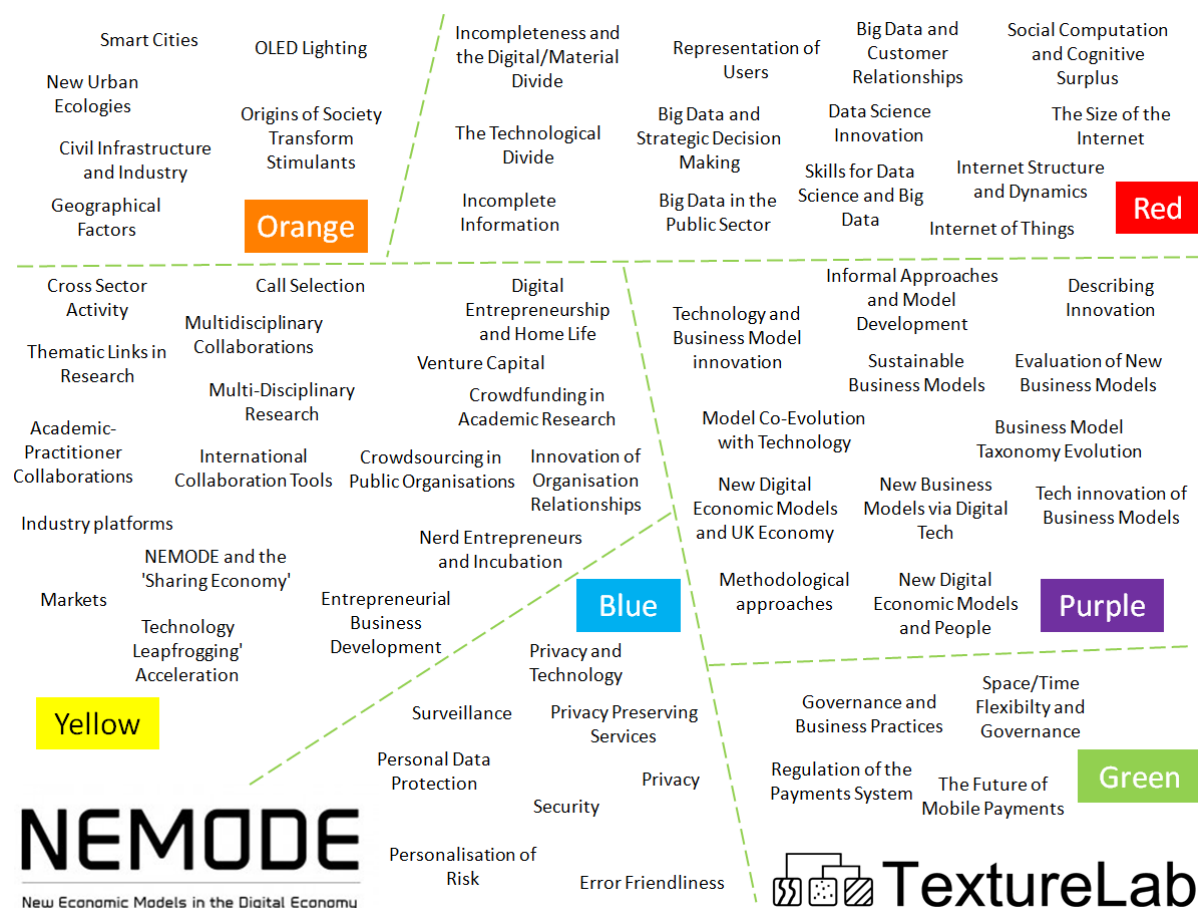 Smart Cities
OLED Lighting
New Urban
Ecologies
Origins of Society
Transform
Stimulants
Civil Infrastructure
and Industry
Geographical
Factors
Orange
Incompleteness and
the Digital/Material
Divide
Representation of
Users
Big Data and
Customer
Relationships
Social Computation
and Cognitive
Surplus
The Technological
Divide
Big Data and
Strategic Decision
Making
Data Science
Innovation
The Size of the
Internet
Incomplete
Information
Big Data in the
Public Sector
Skills for Data
Science and Big
Data
Internet Structure
and Dynamics
Internet of Things
Red
Cross Sector
Activity
Call Selection
Digital
Entrepreneurship
and Home Life
Multidisciplinary
Collaborations
Thematic Links in
Research
Venture Capital
Multi-Disciplinary
Research
Crowdfunding in
Academic Research
Academic-
Practitioner
Collaborations
International
Collaboration Tools
Crowdsourcing in
Public Organisations
Innovation of
Organisation
Relationships
Industry platforms
NEMODE and the
'Sharing Economy'
Nerd Entrepreneurs
and Incubation
Markets
Entrepreneurial
Business
Development
Technology
Leapfrogging'
Acceleration
Yellow
Technology and
Business Model
innovation
Informal Approaches
and Model
Development
Describing
Innovation
Sustainable
Business Models
Evaluation of New
Business Models
Model Co-Evolution
with Technology
Business Model
Taxonomy Evolution
New Digital
Economic Models
and UK Economy
New Business
Models via Digital
Tech
Tech innovation of
Business Models
Methodological
approaches
New Digital
Economic Models
and People
Purple
Blue
Privacy and
Technology
Surveillance
Privacy Preserving
Services
Personal Data
Protection
Privacy
Security
Personalisation of
Risk
Error Friendliness
Governance and
Business Practices
Space/Time
Flexibilty and
Governance
Regulation of the
Payments System
The Future of
Mobile Payments
Green
NEMODE
New Economic Models in the Digital Economy
TextureLab